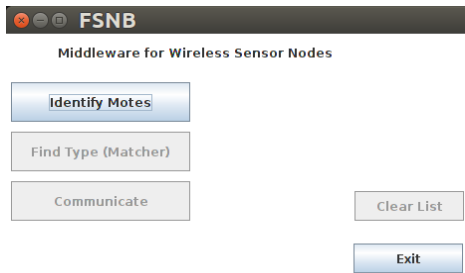 FSNB
Middleware for Wireless Sensor Nodes
Identify Motes
Find Type (Matcher)
Communicate
Clear List
Exit